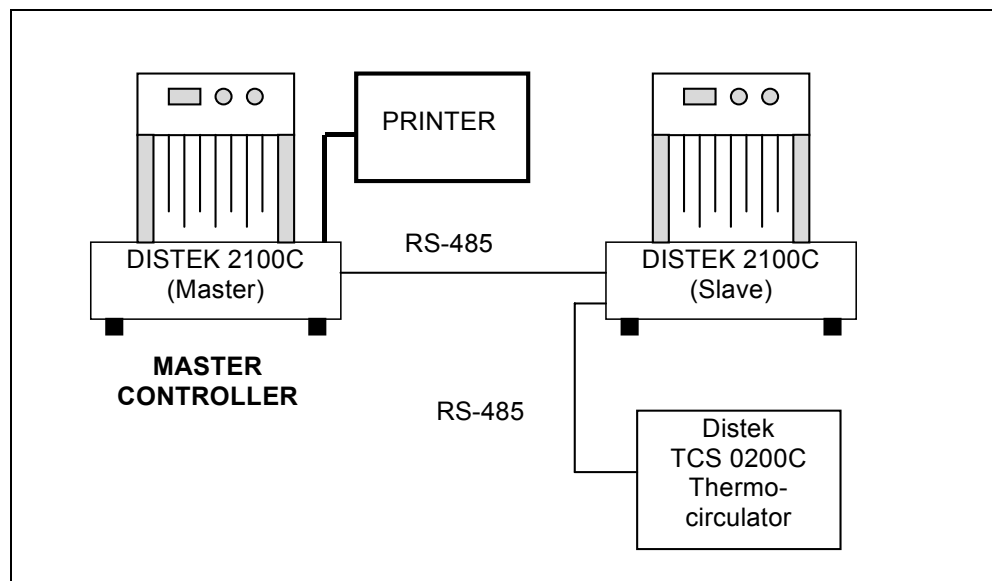 PRINTER
RS-485
DISTEK 2100C
(Master)
DISTEK 2100C
(Slave)
MASTER
CONTROLLER
RS-485
Distek
TCS 0200C
Thermo-
circulator